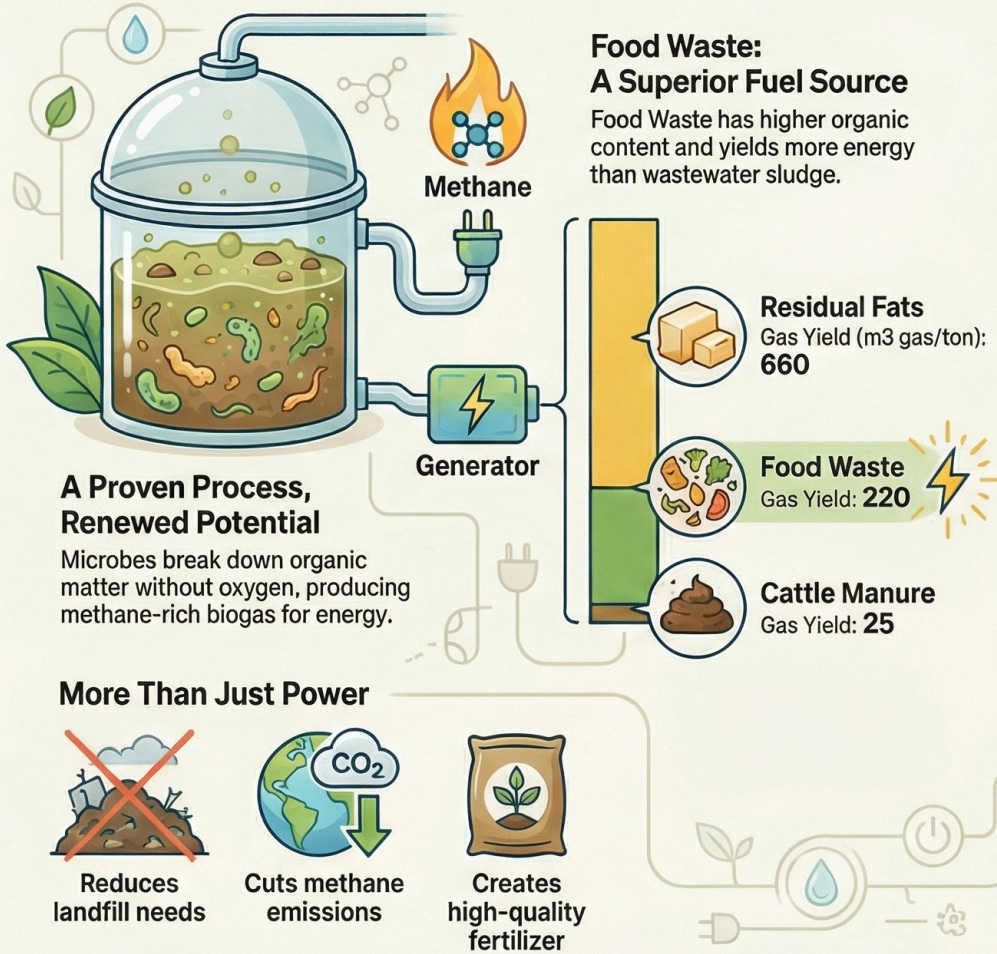 Food Waste:
A Superior Fuel Source
Food Waste has higher organic
content and yields more energy
than wastewater sludge.
Methane
Residual Fats
Gas Yield (m3 gas/ton):
660
Generator
Food Waste
Gas Yield: 220
A Proven Process,
Renewed Potential
Microbes break down organic
matter without oxygen, producing
methane-rich biogas for energy.
Cattle Manure
Gas Yield: 25
More Than Just Power
CO₂
Reduces
landfill needs
Cuts methane
emissions
Creates
high-quality
fertilizer